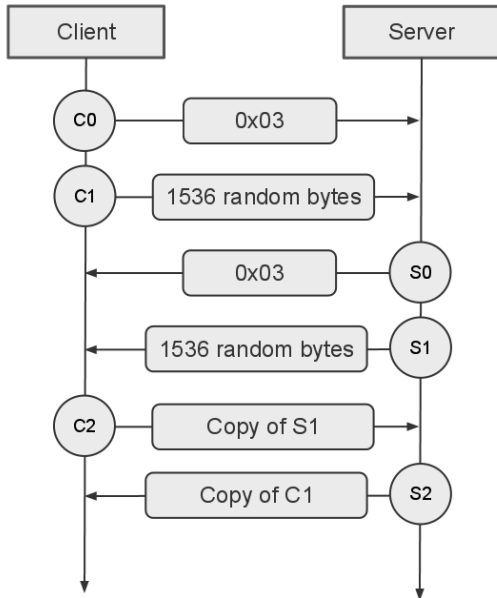 Client
Server
C0
0x03
C1
1536 random bytes
0x03
S0
1536 random bytes
S1
C2
Copy of S1
Copy of C1
S2